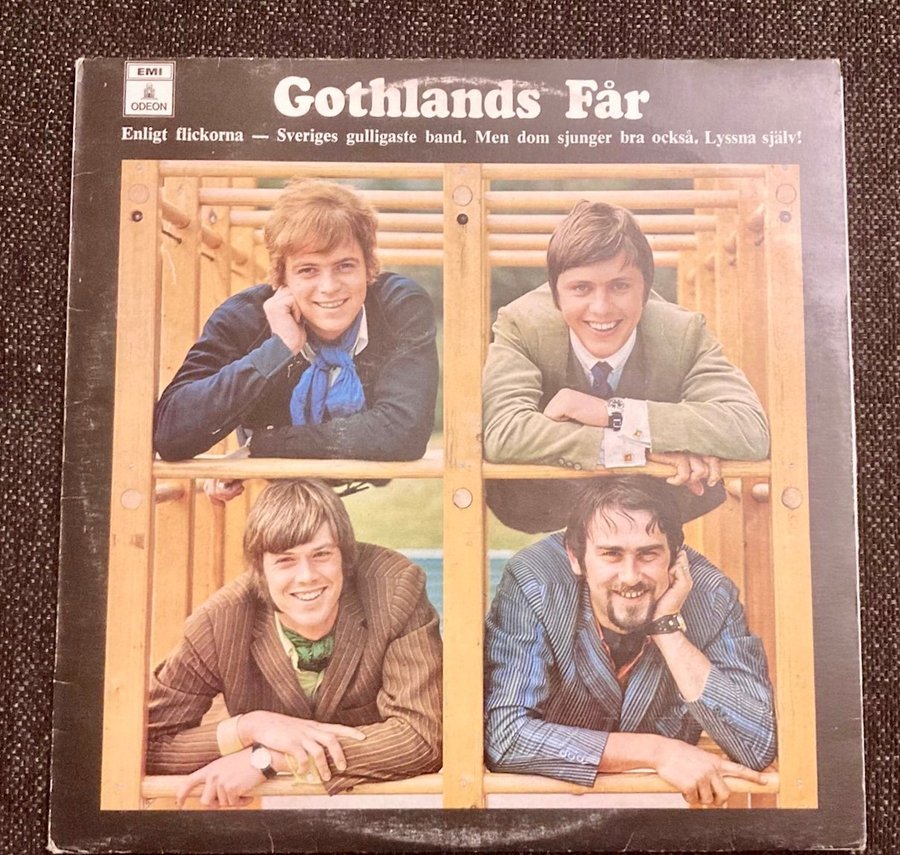 EMI
ODEON
Gothlands Får
Enligt flickorna — Sveriges gulligaste band. Men dom sjunger bra också. Lyssna själv!